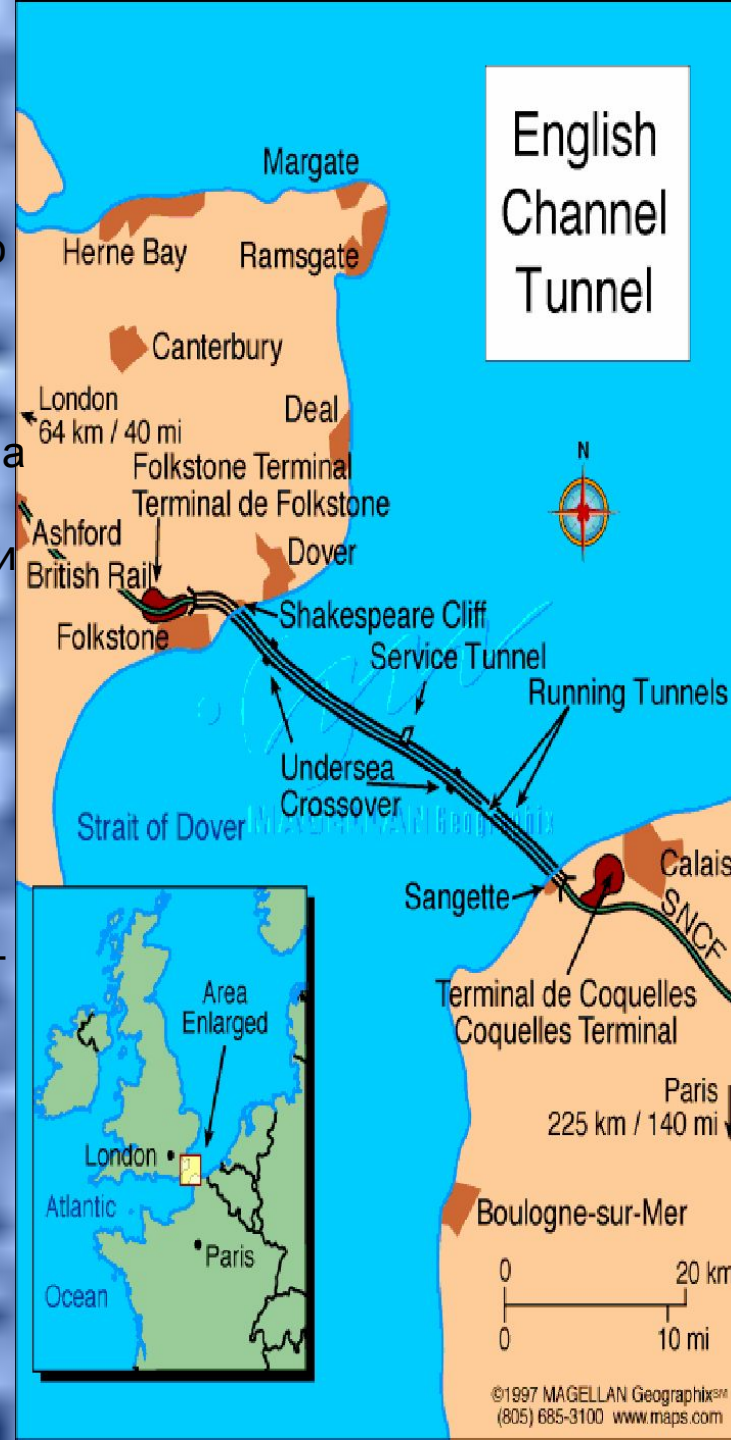 English
Channel
Tunnel
Margate
Herne Bay
Ramsgate
Canterbury
London
64 km / 40 mi
Deal
Folkstone Terminal
Terminal de Folkstone
N
Ashford
Dover
British Rail
Shakespeare Cliff
Folkstone
Service Tunnel
Running Tunnels
Undersea
Crossover
Strait of Dover
MAGELLAN Geographix
Calais
Sangette
SNCF
Terminal de Coquelles
Coquelles Terminal
Area
Enlarged
Paris
225 km / 140 mi
London
Atlantic
Boulogne-sur-Mer
Paris
Ocean
0 20 km
0 10 mi
©1997 MAGELLAN Geographix℠
(805) 685-3100 www.maps.com
а